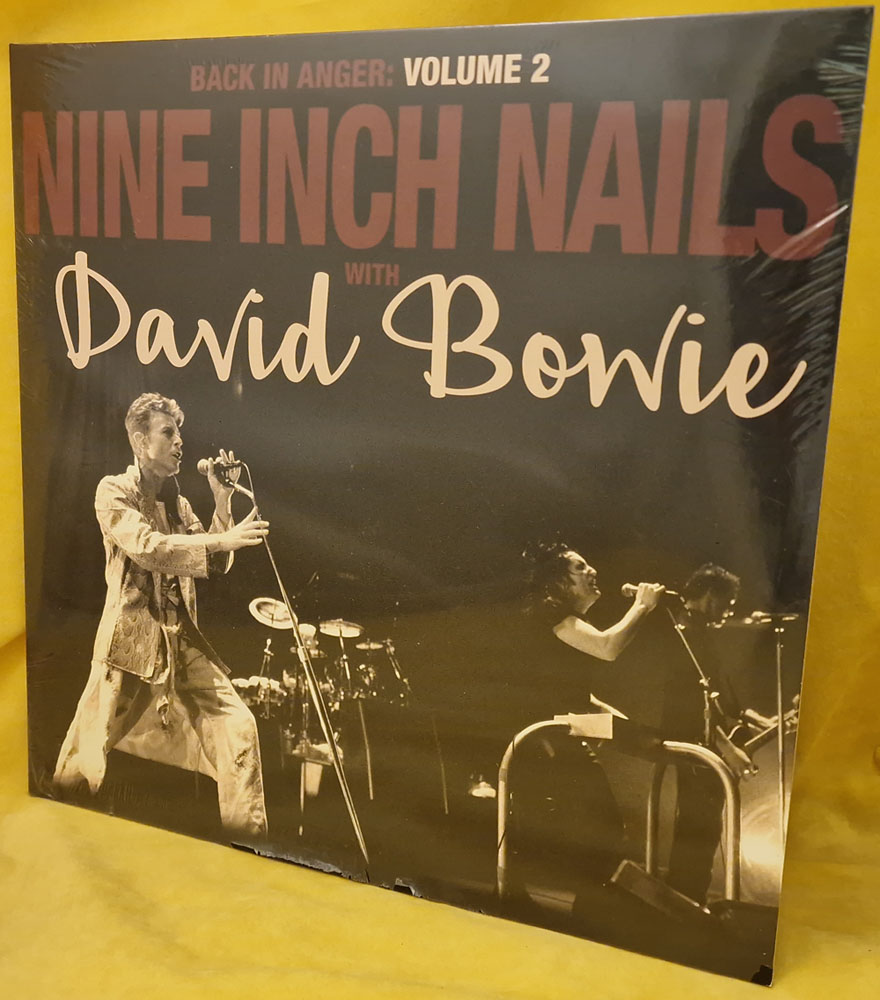 BACK IN ANGER: VOLUME 2
NINE INCH NAILS
WITH
David Bowie